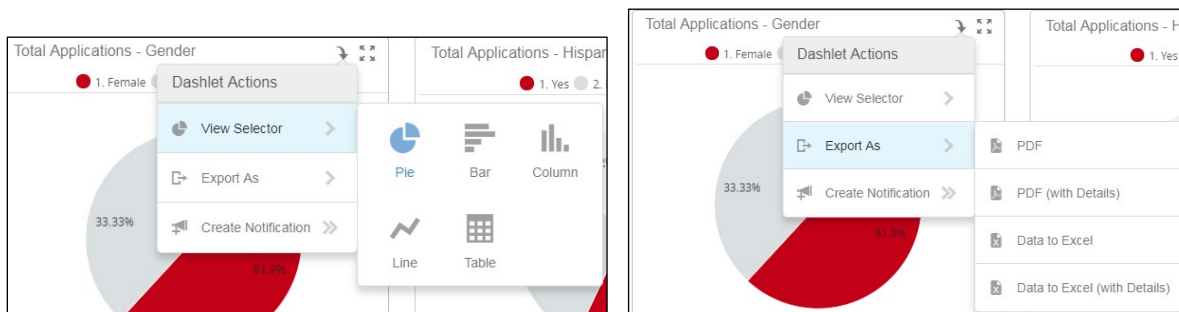 Total Applications - Gender
Total Applications - Hispan
1. Female
1. Yes
2.
Dashlet Actions
View Selector
Export As
Create Notification
Pie
Bar
Column
Line
Table
33.33%
61.9%
Total Applications - Gender
Total Applications - H
1. Female
1. Yes
Dashlet Actions
View Selector
Export As
Create Notification
PDF
PDF (with Details)
Data to Excel
Data to Excel (with Details)
33.33%
61.9%